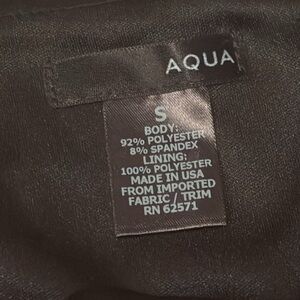 AQUA
S
BODY:
92% POLYESTER
8% SPANDEX
LINING:
100% POLYESTER
MADE IN USA
FROM IMPORTED
FABRIC / TRIM
RN 62571